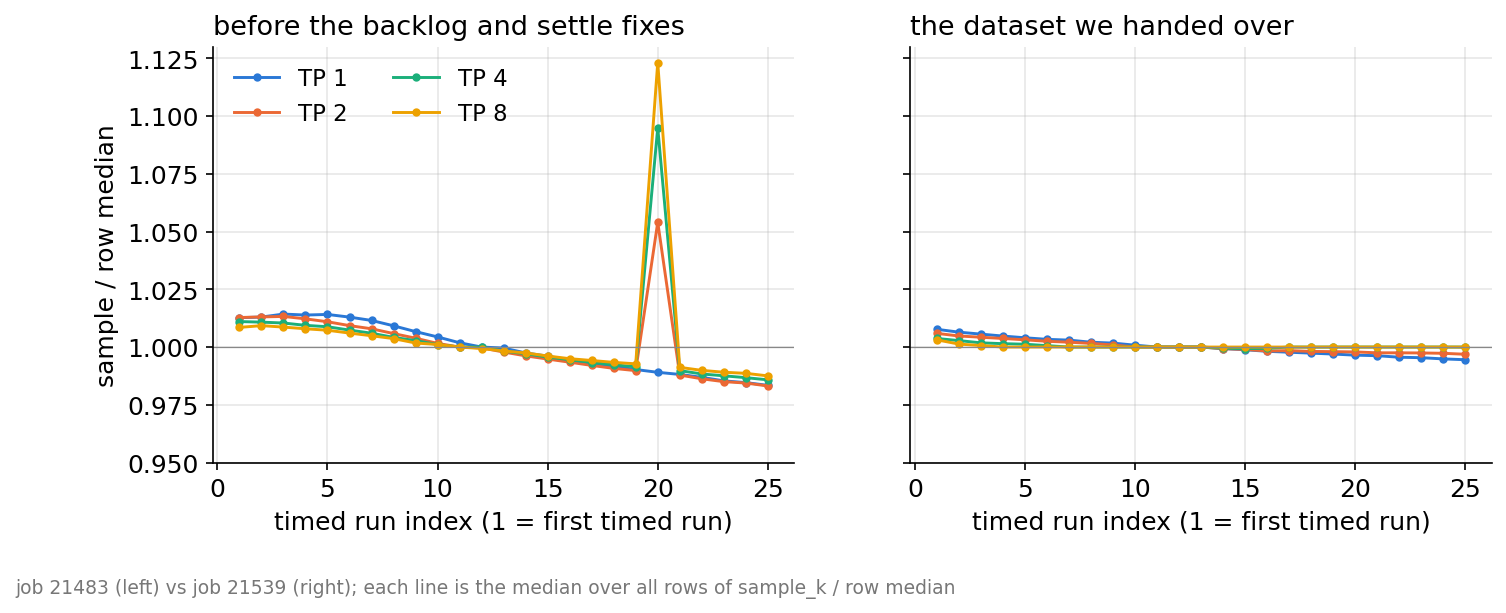 before the backlog and settle fixes
the dataset we handed over
1.125
1.100
1.075
1.050
1.025
1.000
0.975
0.950
sample / row median
TP 1
TP 2
TP 4
TP 8
0 5 10 15 20 25
0 5 10 15 20 25
timed run index (1 = first timed run)
timed run index (1 = first timed run)
job 21483 (left) vs job 21539 (right); each line is the median over all rows of sample_k / row median